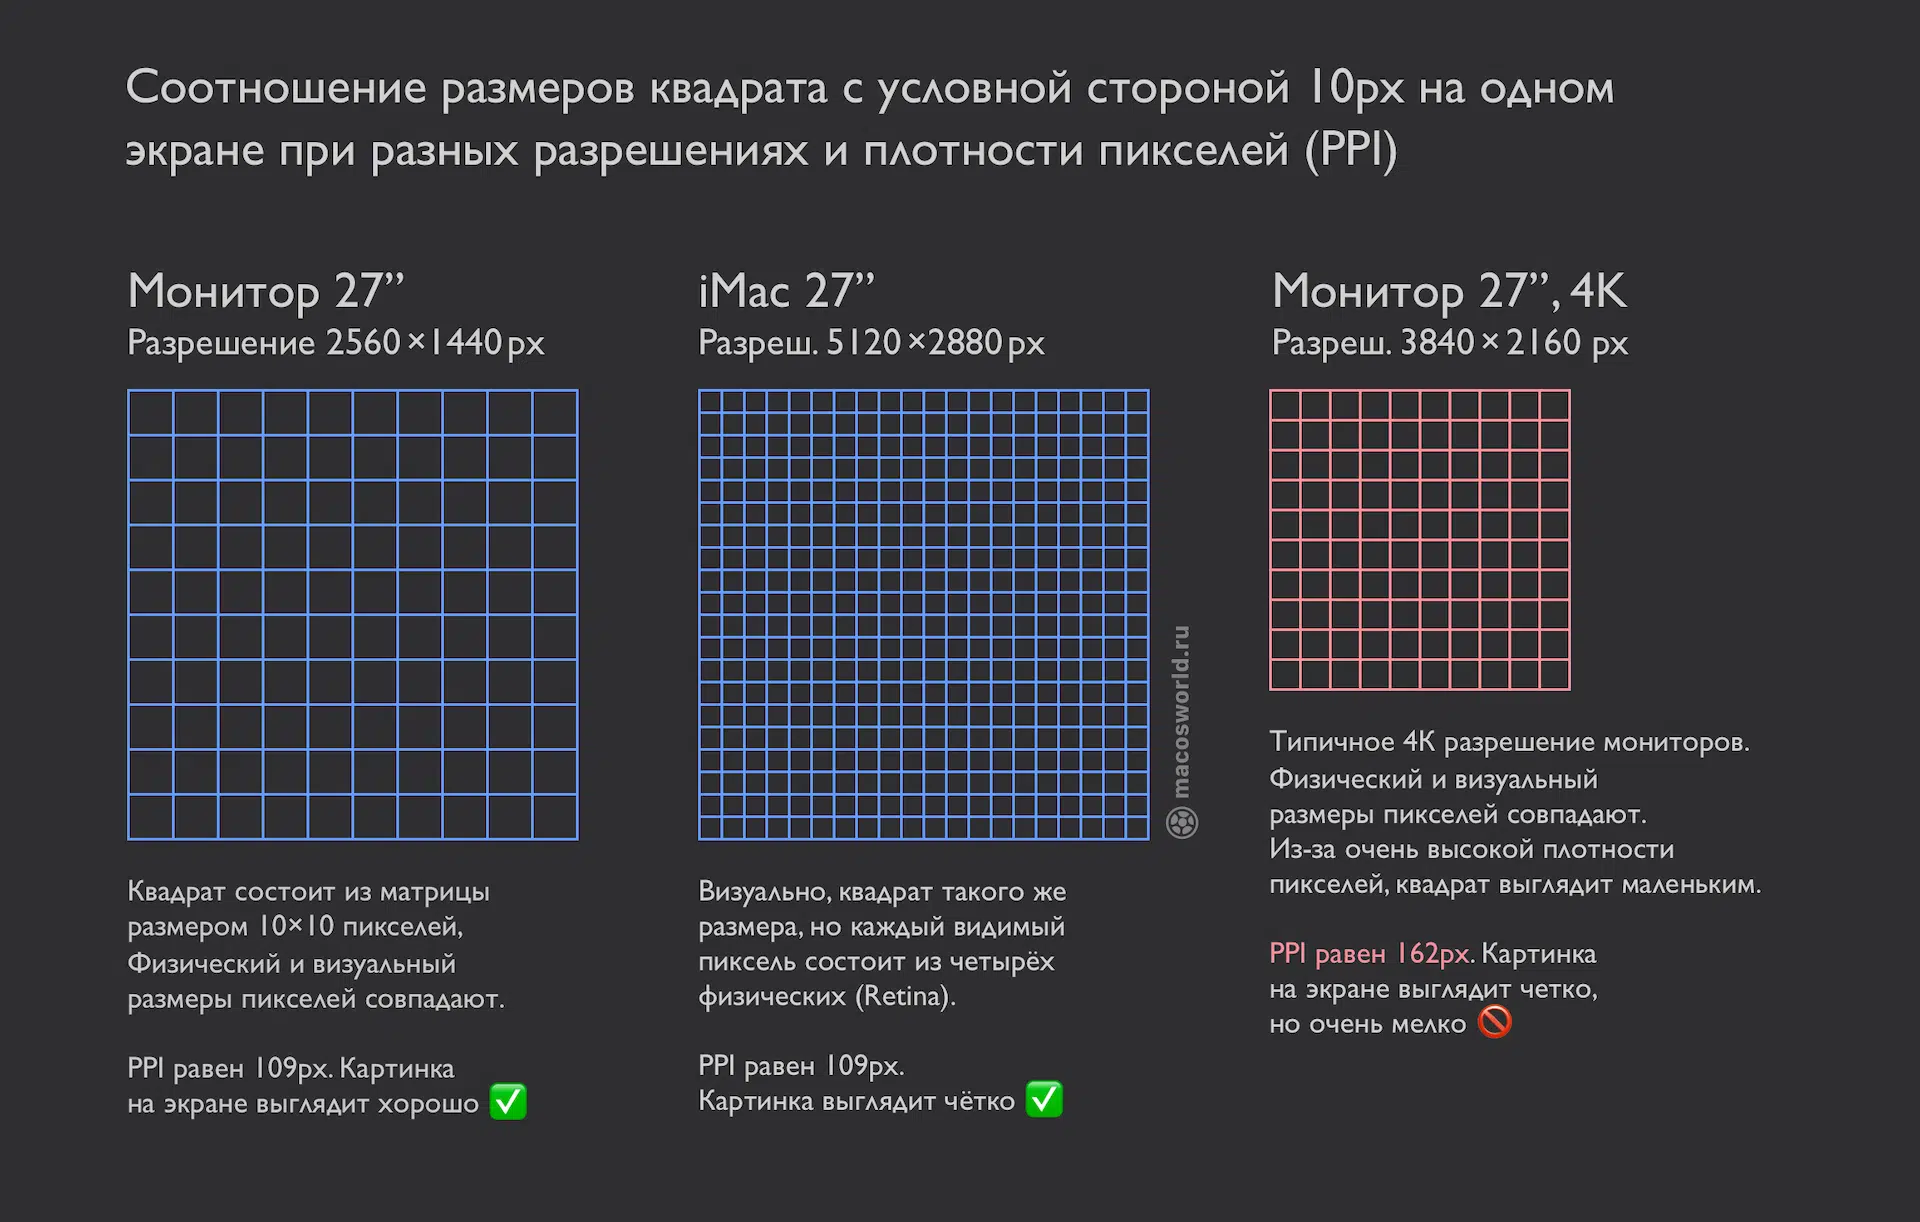 Соотношение размеров квадрата с условной стороной 10px на одном
экране при разных разрешениях и плотности пикселей (PPI)
Монитор 27”
Разрешение 2560×1440px
Квадрат состоит из матрицы
размером 10×10 пикселей,
Физический и визуальный
размеры пикселей совпадают.
PPI равен 109px. Картинка
на экране выглядит хорошо ✅
iMac 27”
Разреш. 5120×2880px
Визуально, квадрат такого же
размера, но каждый видимый
пиксель состоит из четырёх
физических (Retina).
PPI равен 109px.
Картинка выглядит чётко ✅
macosworld.ru
Монитор 27”, 4K
Разреш. 3840×2160 px
Типичное 4К разрешение мониторов.
Физический и визуальный
размеры пикселей совпадают.
Из-за очень высокой плотности
пикселей, квадрат выглядит маленьким.
PPI равен 162px. Картинка
на экране выглядит четко,
но очень мелко 🚫